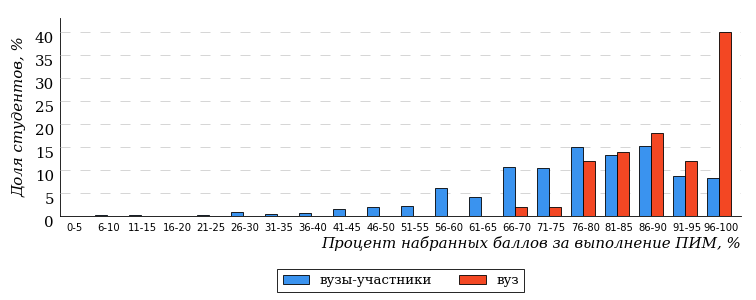 Доля студентов, %
40
35
30
25
20
15
10
5
0
0-5 6-10 11-15 16-20 21-25 26-30 31-35 36-40 41-45 46-50 51-55 56-60 61-65 66-70 71-75 76-80 81-85 86-90 91-95 96-100
Процент набранных баллов за выполнение ПИМ, %
вузы-участники вуз